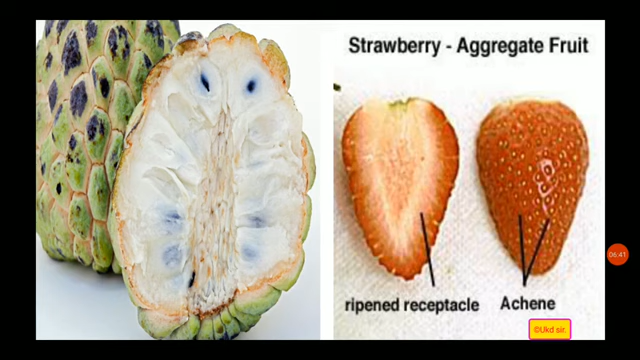 Strawberry - Aggregate Fruit
ripened receptacle
Achene
06:41
©Ukd sir.